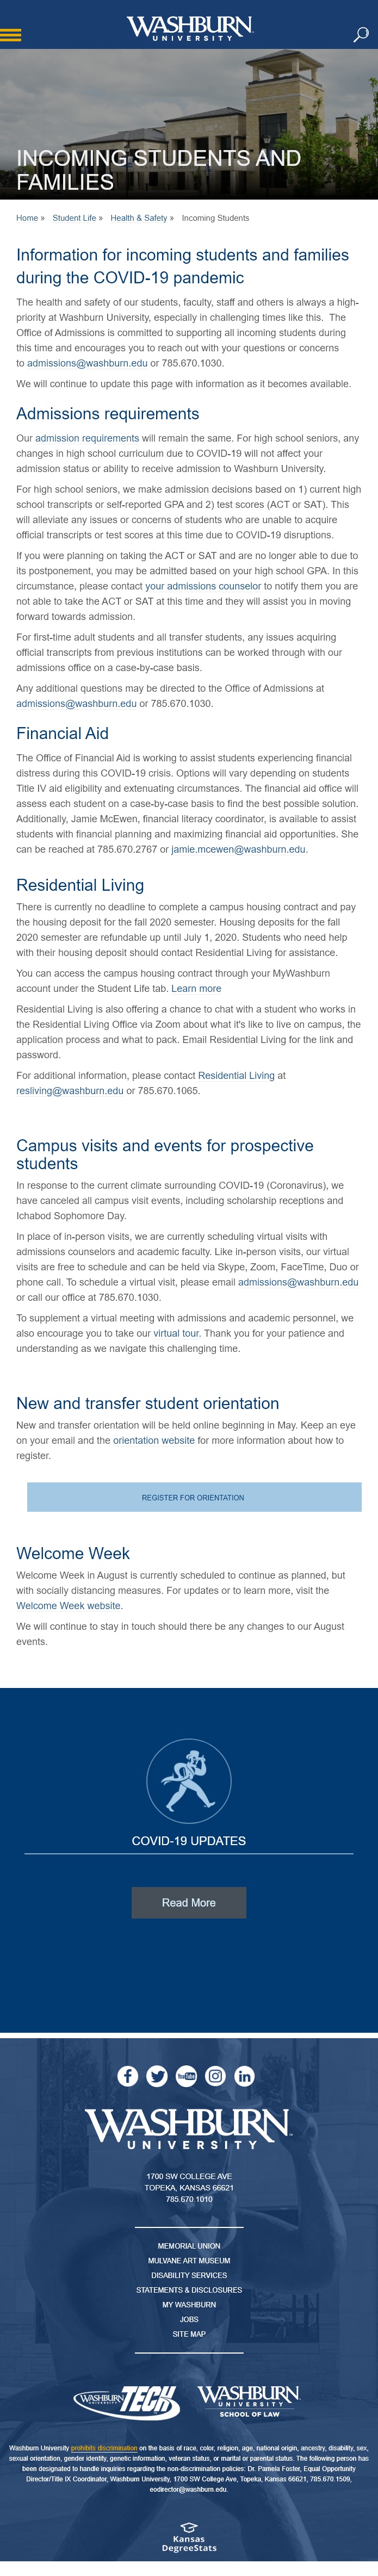 WASHBURN
UNIVERSITY
INCOMING STUDENTS AND
FAMILIES
Home » Student Life » Health & Safety » Incoming Students
Information for incoming students and families
during the COVID-19 pandemic
The health and safety of our students, faculty, staff and others is always a high-
priority at Washburn University, especially in challenging times like this. The
Office of Admissions is committed to supporting all incoming students during
this time and encourages you to reach out with your questions or concerns
to admissions@washburn.edu or 785.670.1030.
We will continue to update this page with information as it becomes available.
Admissions requirements
Our admission requirements will remain the same. For high school seniors, any
changes in high school curriculum due to COVID-19 will not affect your
admission status or ability to receive admission to Washburn University.
For high school seniors, we make admission decisions based on 1) current high
school transcripts or self-reported GPA and 2) test scores (ACT or SAT). This
will alleviate any issues or concerns of students who are unable to acquire
official transcripts or test scores at this time due to COVID-19 disruptions.
If you were planning on taking the ACT or SAT and are no longer able to due to
its postponement, you may be admitted based on your high school GPA. In this
circumstance, please contact your admissions counselor to notify them you are
not able to take the ACT or SAT at this time and they will assist you in moving
forward towards admission.
For first-time adult students and all transfer students, any issues acquiring
official transcripts from previous institutions can be worked through with our
admissions office on a case-by-case basis.
Any additional questions may be directed to the Office of Admissions at
admissions@washburn.edu or 785.670.1030.
Financial Aid
The Office of Financial Aid is working to assist students experiencing financial
distress during this COVID-19 crisis. Options will vary depending on students
Title IV aid eligibility and extenuating circumstances. The financial aid office will
assess each student on a case-by-case basis to find the best possible solution.
Additionally, Jamie McEwen, financial literacy coordinator, is available to assist
students with financial planning and maximizing financial aid opportunities. She
can be reached at 785.670.2767 or jamie.mcewen@washburn.edu.
Residential Living
There is currently no deadline to complete a campus housing contract and pay
the housing deposit for the fall 2020 semester. Housing deposits for the fall
2020 semester are refundable up until July 1, 2020. Students who need help
with their housing deposit should contact Residential Living for assistance.
You can access the campus housing contract through your MyWashburn
account under the Student Life tab. Learn more
Residential Living is also offering a chance to chat with a student who works in
the Residential Living Office via Zoom about what it's like to live on campus, the
application process and what to pack. Email Residential Living for the link and
password.
For additional information, please contact Residential Living at
resliving@washburn.edu or 785.670.1065.
Campus visits and events for prospective
students
In response to the current climate surrounding COVID-19 (Coronavirus), we
have canceled all campus visit events, including scholarship receptions and
Ichabod Sophomore Day.
In place of in-person visits, we are currently scheduling virtual visits with
admissions counselors and academic faculty. Like in-person visits, our virtual
visits are free to schedule and can be held via Skype, Zoom, FaceTime, Duo or
phone call. To schedule a virtual visit, please email admissions@washburn.edu
or call our office at 785.670.1030.
To supplement a virtual meeting with admissions and academic personnel, we
also encourage you to take our virtual tour. Thank you for your patience and
understanding as we navigate this challenging time.
New and transfer student orientation
New and transfer orientation will be held online beginning in May. Keep an eye
on your email and the orientation website for more information about how to
register.
REGISTER FOR ORIENTATION
Welcome Week
Welcome Week in August is currently scheduled to continue as planned, but
with socially distancing measures. For updates or to learn more, visit the
Welcome Week website.
We will continue to stay in touch should there be any changes to our August
events.
COVID-19 UPDATES
Read More
YouTube
WASHBURN
UNIVERSITY
1700 SW COLLEGE AVE
TOPEKA, KANSAS 66621
785.670.1010
MEMORIAL UNION
MULVANE ART MUSEUM
DISABILITY SERVICES
STATEMENTS & DISCLOSURES
MY WASHBURN
JOBS
SITE MAP
WASHBURN UNIVERSITY TECH
WASHBURN
UNIVERSITY
SCHOOL OF LAW
Washburn University prohibits discrimination on the basis of race, color, religion, age, national origin, ancestry, disability, sex,
sexual orientation, gender identity, genetic information, veteran status, or marital or parental status. The following person has
been designated to handle inquiries regarding the non-discrimination policies: Dr. Pamela Foster, Equal Opportunity
Director/Title IX Coordinator, Washburn University, 1700 SW College Ave, Topeka, Kansas 66621, 785.670.1509,
eodirector@washburn.edu.
Kansas
DegreeStats